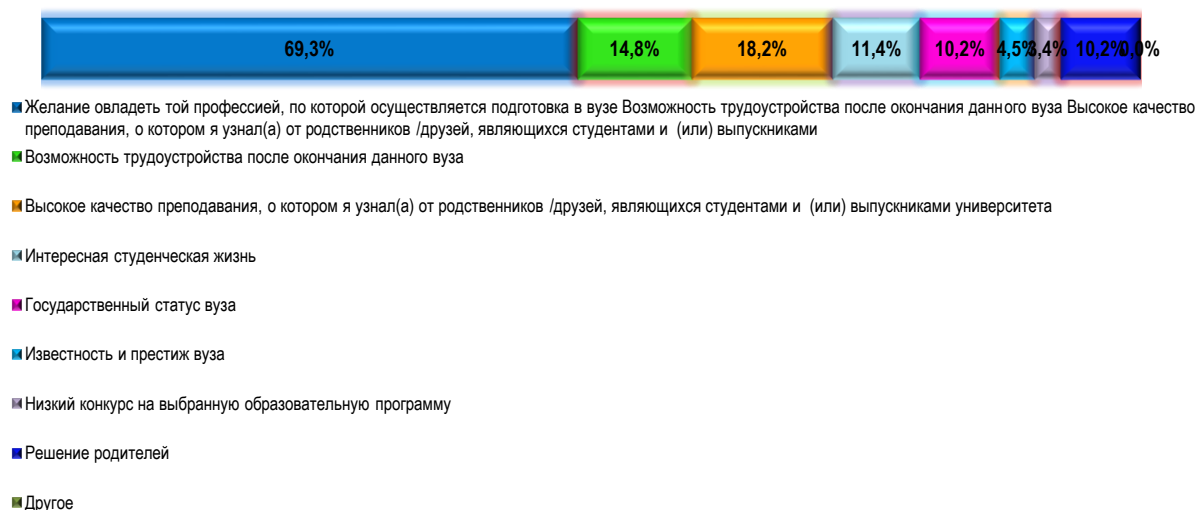 69,3% 14,8% 18,2% 11,4% 10,2% 4,5% 3,4% 10,2% 0,0%
Желание овладеть той профессией, по которой осуществляется подготовка в вузе Возможность трудоустройства после окончания данного вуза Высокое качество
преподавания, о котором я узнал(а) от родственников /друзей, являющихся студентами и (или) выпускниками
Возможность трудоустройства после окончания данного вуза
Высокое качество преподавания, о котором я узнал(а) от родственников /друзей, являющихся студентами и (или) выпускниками университета
Интересная студенческая жизнь
Государственный статус вуза
Известность и престиж вуза
Низкий конкурс на выбранную образовательную программу
Решение родителей
Другое